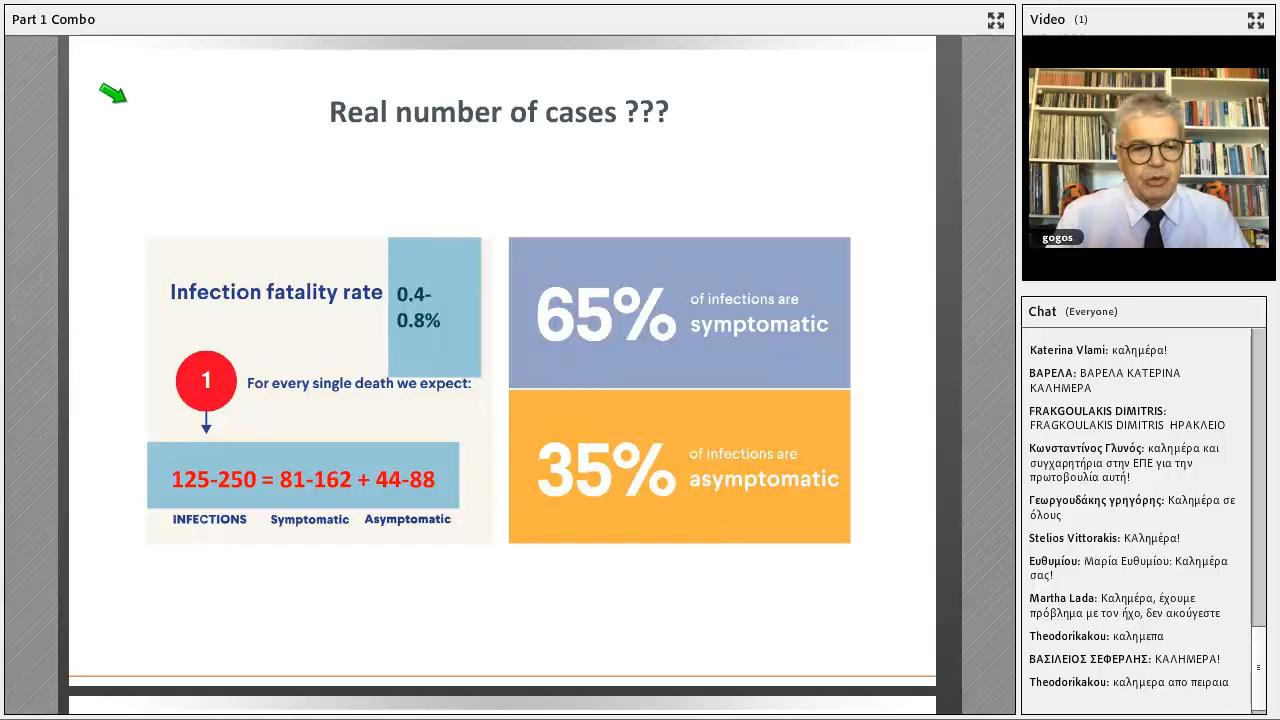 Part 1 Combo
Real number of cases ???
Infection fatality rate
0.4-
0.8%
1
For every single death we expect:
125-250 = 81-162 + 44-88
INFECTIONS Symptomatic Asymptomatic
65%
of infections are
symptomatic
35%
of infections are
asymptomatic
Video (1)
gogos
Chat (Everyone)
Katerina Vlami: καλημέρα!
ΒΑΡΕΛΑ: ΒΑΡΕΛΑ ΚΑΤΕΡΙΝΑ
ΚΑΛΗΜΕΡΑ
FRAKGOULAKIS DIMITRIS:
FRAGKOULAKIS DIMITRIS ΗΡΑΚΛΕΙΟ
Κωνσταντίνος Γλυνός: καλημέρα και
συγχαρητήρια στην ΕΠΕ για την
πρωτοβουλία αυτή!
Γεωργουδάκης γρηγόρης: Καλημέρα σε
όλους
Stelios Vittorakis: ΚΑλημέρα!
Ευθυμίου: Μαρία Ευθυμίου: Καλημέρα
σας!
Martha Lada: Καλημέρα, έχουμε
πρόβλημα με τον ήχο, δεν ακούγεστε
Theodorikakou: καλημεπα
ΒΑΣΙΛΕΙΟΣ ΣΕΦΕΡΛΗΣ: ΚΑΛΗΜΕΡΑ!
Theodorikakou: καλημερα απο πειραια